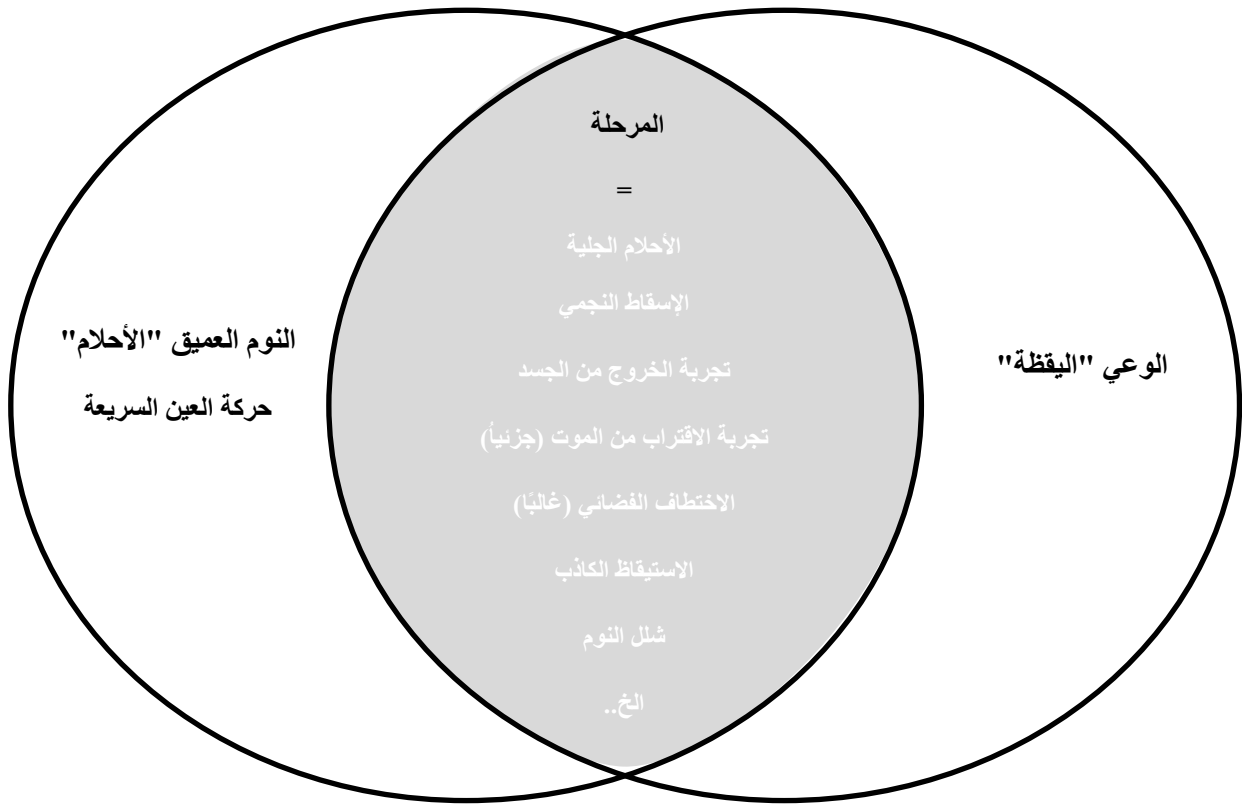 المرحلة
=
الأحلام الجلية
الإسقاط النجمي
تجربة الخروج من الجسد
تجربة الاقتراب من الموت (جزئياً)
الاختطاف الفضائي (غالبًا)
الاستيقاظ الكاذب
شلل النوم
الخ..
الوعي "اليقظة"
النوم العميق "الأحلام"
حركة العين السريعة